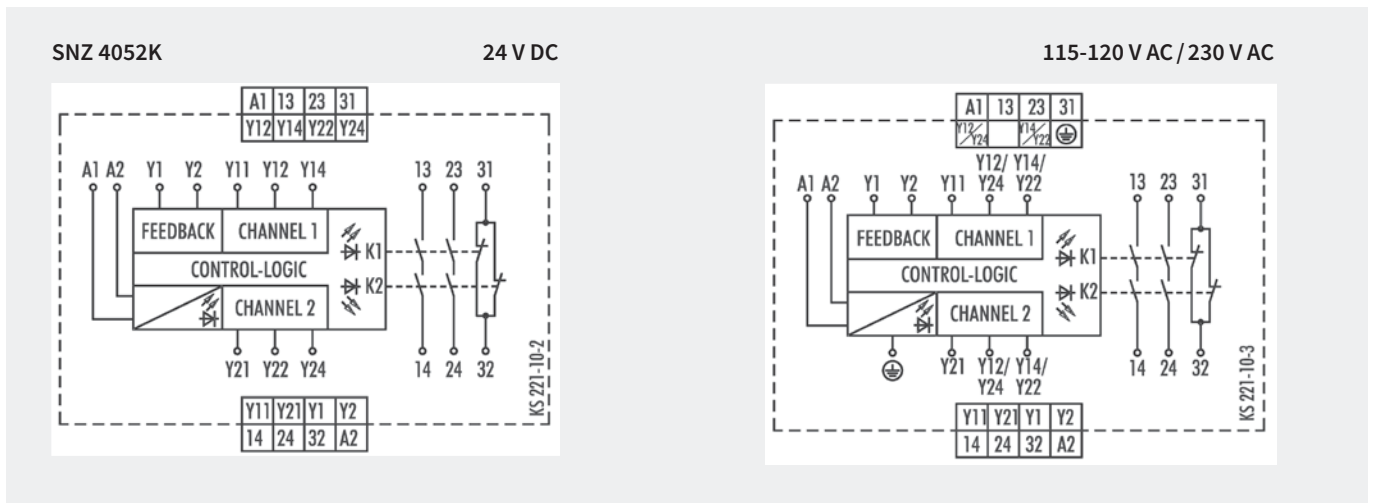 SNZ 4052K 24 V DC
A1 13 23 31
Y12 Y14 Y22 Y24
A1 A2 Y1 Y2 Y11 Y12 Y14 13 23 31
FEEDBACK CHANNEL 1
K1
CONTROL-LOGIC
K2
CHANNEL 2
Y21 Y22 Y24 14 24 32
KS 221-10-2
Y11 Y21 Y1 Y2
14 24 32 A2
115-120 V AC / 230 V AC
A1 13 23 31
Y12/Y24 Y14/Y22
Y12/ Y14/
A1 A2 Y1 Y2 Y11 Y24 Y22 13 23 31
FEEDBACK CHANNEL 1
K1
CONTROL-LOGIC
K2
CHANNEL 2
Y21 Y12/ Y14/ 14 24 32
Y24 Y22
KS 221-10-3
Y11 Y21 Y1 Y2
14 24 32 A2